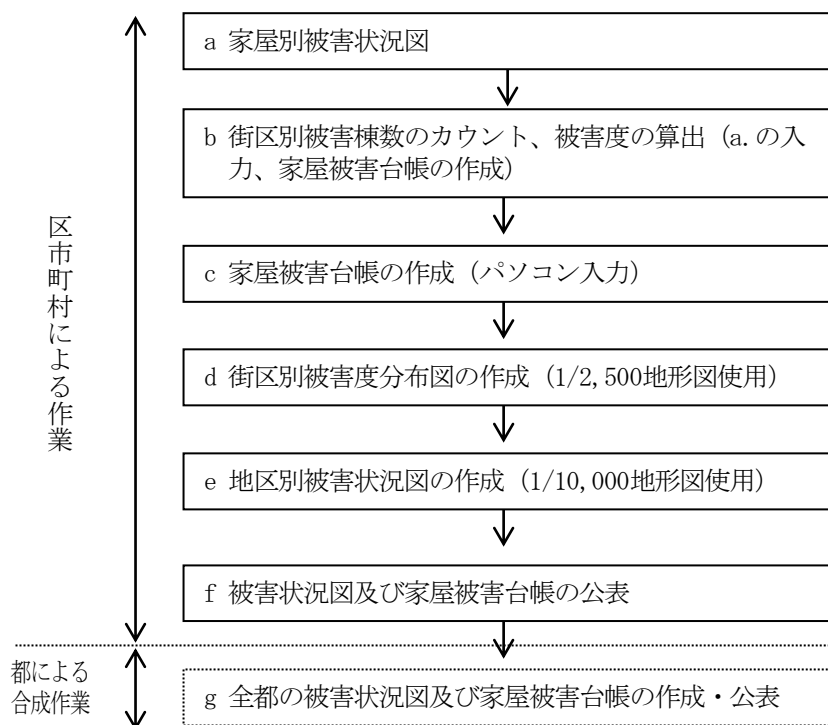 a 家屋別被害状況図
b 街区別被害棟数のカウント、被害度の算出（a.の入
力、家屋被害台帳の作成）
c 家屋被害台帳の作成（パソコン入力）
d 街区別被害度分布図の作成（1/2,500地形図使用）
e 地区別被害状況図の作成（1/10,000地形図使用）
f 被害状況図及び家屋被害台帳の公表
区市町村による作業
都による
合成作業
g 全都の被害状況図及び家屋被害台帳の作成・公表